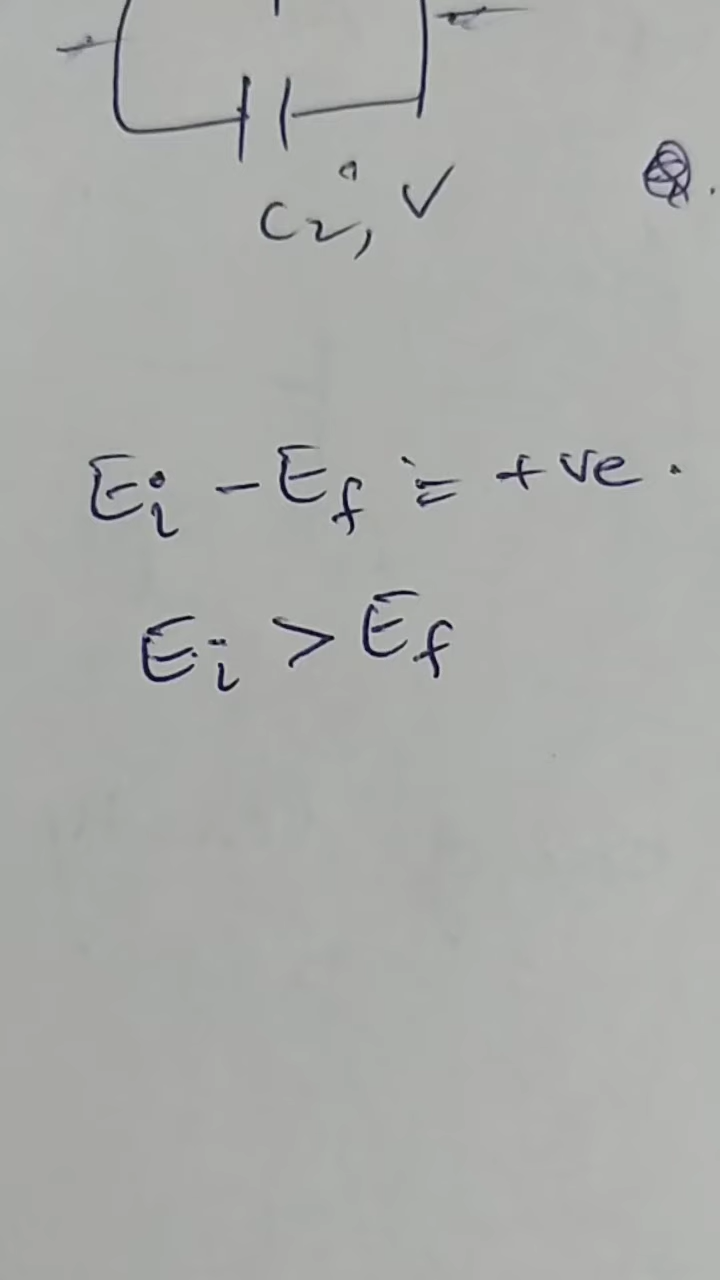 C2, V
Ei - Ef = +ve.
Ei > Ef